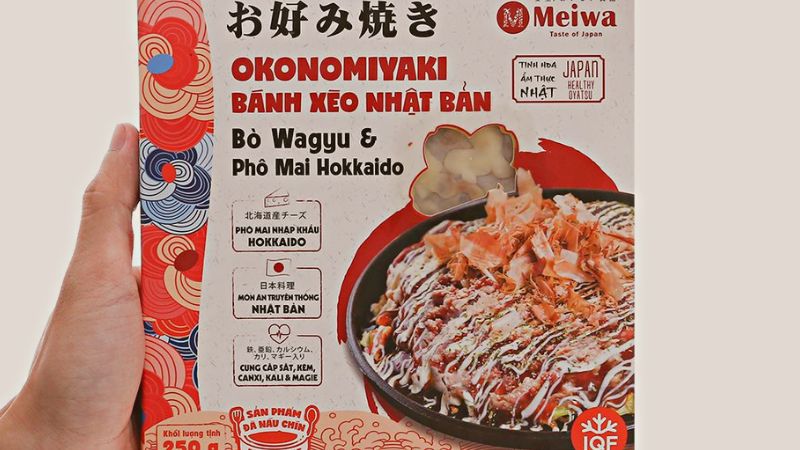 お好み焼き
Meiwa
Taste of Japan
OKONOMIYAKI
BÁNH XÈO NHẬT BẢN
TINH HOA
ẨM THỰC
NHẬT
JAPAN
HEALTHY
OYATSU
Bò Wagyu &
Phô Mai Hokkaido
北海道産チーズ
PHÔ MAI NHẬP KHẨU
HOKKAIDO
日本料理
MÓN ĂN TRUYỀN THỐNG
NHẬT BẢN
鉄、亜鉛、カルシウム、
カリ、マギー入り
CUNG CẤP SẮT, KẼM,
CANXI, KALI & MAGIE
SẢN PHẨM
ĐÃ NẤU CHÍN
Khối lượng tịnh
250 g
IQF